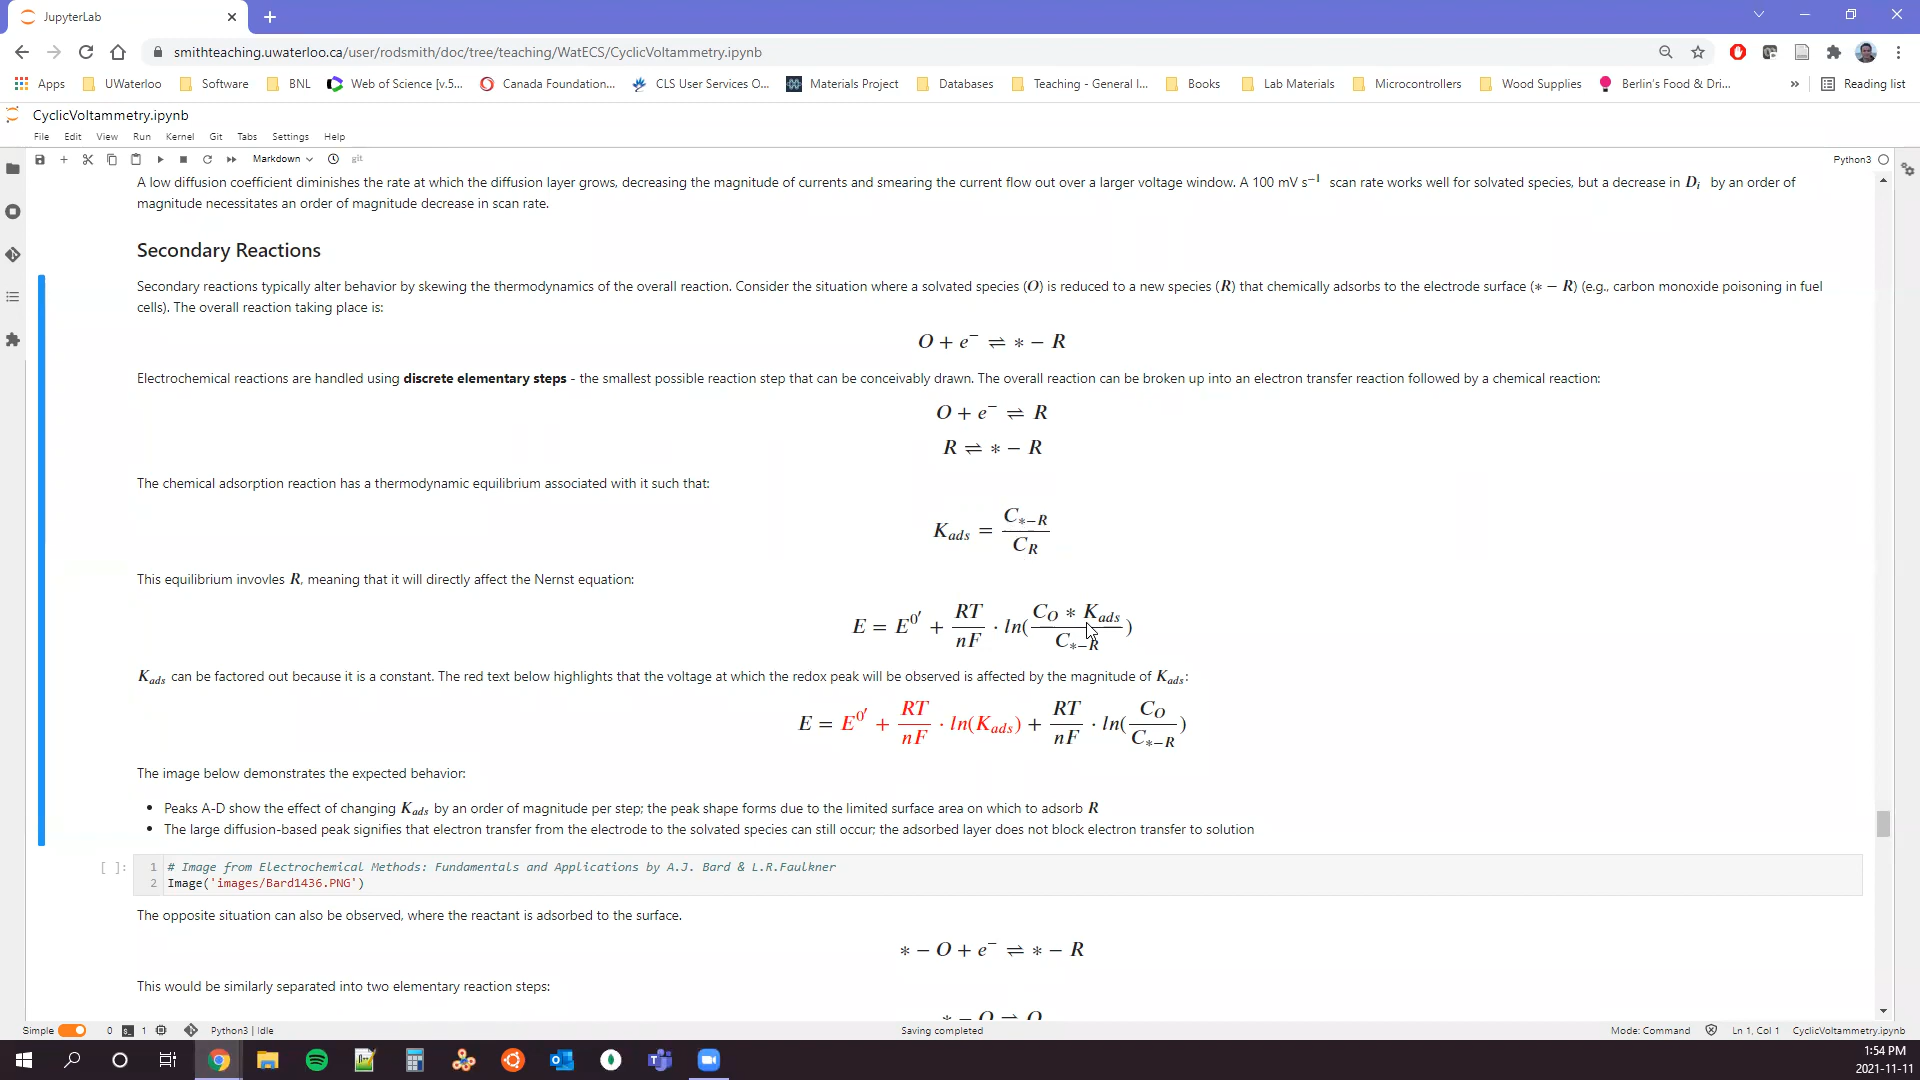 JupyterLab
smithteaching.uwaterloo.ca/user/rodsmith/doc/tree/teaching/WatECS/CyclicVoltammetry.ipynb
Apps UWaterloo Software BNL Web of Science [v.5... Canada Foundation... CLS User Services O... Materials Project Databases Teaching - General I... Books Lab Materials Microcontrollers Wood Supplies Berlin's Food & Dri... » Reading list
CyclicVoltammetry.ipynb
File Edit View Run Kernel Git Tabs Settings Help
Markdown git Python3
A low diffusion coefficient diminishes the rate at which the diffusion layer grows, decreasing the magnitude of currents and smearing the current flow out over a larger voltage window. A 100 mV s⁻¹ scan rate works well for solvated species, but a decrease in Dᵢ by an order of
magnitude necessitates an order of magnitude decrease in scan rate.
Secondary Reactions
Secondary reactions typically alter behavior by skewing the thermodynamics of the overall reaction. Consider the situation where a solvated species (O) is reduced to a new species (R) that chemically adsorbs to the electrode surface (* − R) (e.g., carbon monoxide poisoning in fuel
cells). The overall reaction taking place is:
O + e⁻ ⇌ * − R
Electrochemical reactions are handled using discrete elementary steps - the smallest possible reaction step that can be conceivably drawn. The overall reaction can be broken up into an electron transfer reaction followed by a chemical reaction:
O + e⁻ ⇌ R
R ⇌ * − R
The chemical adsorption reaction has a thermodynamic equilibrium associated with it such that:
K_ads = C_{*−R} / C_R
This equilibrium invovles R, meaning that it will directly affect the Nernst equation:
E = E^{0′} + RT/nF · ln(C_O * K_ads / C_{*−R})
K_ads can be factored out because it is a constant. The red text below highlights that the voltage at which the redox peak will be observed is affected by the magnitude of K_ads:
E = E^{0′} + RT/nF · ln(K_ads) + RT/nF · ln(C_O / C_{*−R})
The image below demonstrates the expected behavior:
• Peaks A-D show the effect of changing K_ads by an order of magnitude per step; the peak shape forms due to the limited surface area on which to adsorb R
• The large diffusion-based peak signifies that electron transfer from the electrode to the solvated species can still occur; the adsorbed layer does not block electron transfer to solution
[ ]: 1 # Image from Electrochemical Methods: Fundamentals and Applications by A.J. Bard & L.R.Faulkner
2 Image('images/Bard1436.PNG')
The opposite situation can also be observed, where the reactant is adsorbed to the surface.
* − O + e⁻ ⇌ * − R
This would be similarly separated into two elementary reaction steps:
* − O ⇌ O
Simple 0 1 Python3 | Idle Saving completed Mode: Command Ln 1, Col 1 CyclicVoltammetry.ipynb
1:54 PM
2021-11-11